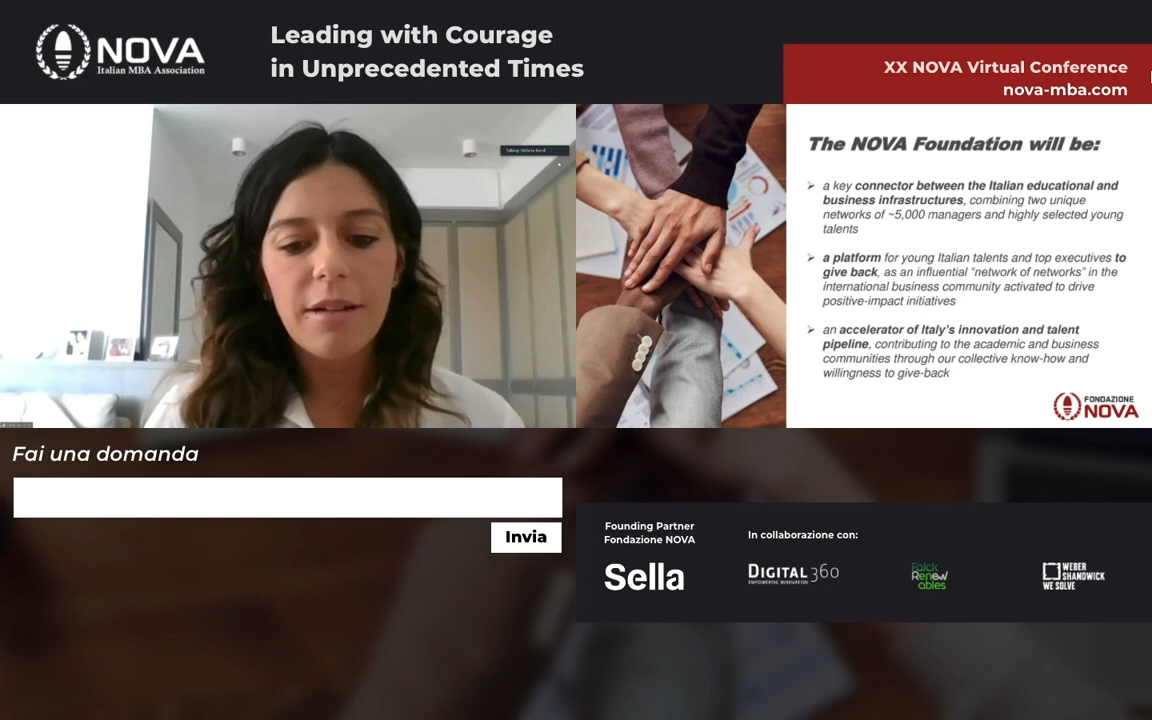 NOVA
Italian MBA Association
Leading with Courage
in Unprecedented Times
XX NOVA Virtual Conference
nova-mba.com
The NOVA Foundation will be:
a key connector between the Italian educational and
business infrastructures, combining two unique
networks of ~5,000 managers and highly selected young
talents
a platform for young Italian talents and top executives to
give back, as an influential “network of networks” in the
international business community activated to drive
positive-impact initiatives
an accelerator of Italy's innovation and talent
pipeline, contributing to the academic and business
communities through our collective know-how and
willingness to give-back
FONDAZIONE
NOVA
Fai una domanda
Invia
Founding Partner
Fondazione NOVA
In collaborazione con:
Sella
DIGITAL360
EMPOWERING INNOVATION
Falck
Renew
ables
WEBER
SHANDWICK
WE SOLVE